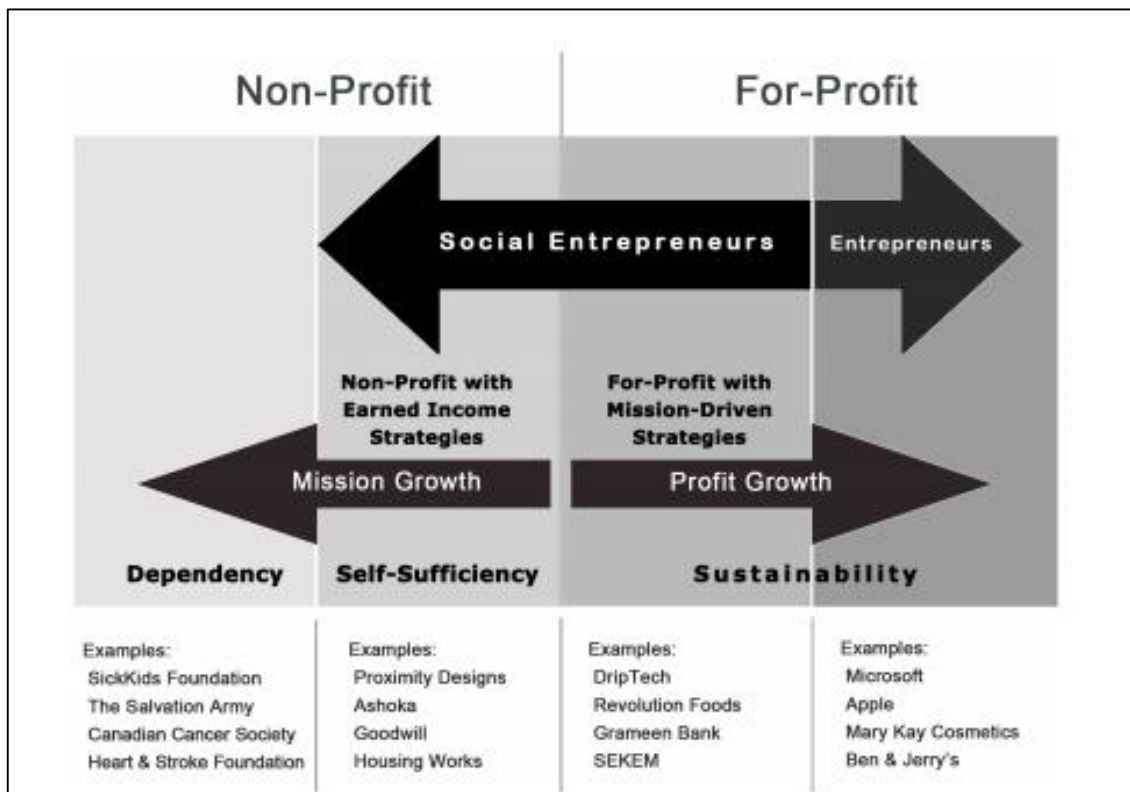 Non-Profit
For-Profit
Social Entrepreneurs
Entrepreneurs
Non-Profit with
Earned Income
Strategies
For-Profit with
Mission-Driven
Strategies
Mission Growth
Profit Growth
Dependency
Self-Sufficiency
Sustainability
Examples:
SickKids Foundation
The Salvation Army
Canadian Cancer Society
Heart & Stroke Foundation
Examples:
Proximity Designs
Ashoka
Goodwill
Housing Works
Examples:
DripTech
Revolution Foods
Grameen Bank
SEKEM
Examples:
Microsoft
Apple
Mary Kay Cosmetics
Ben & Jerry's